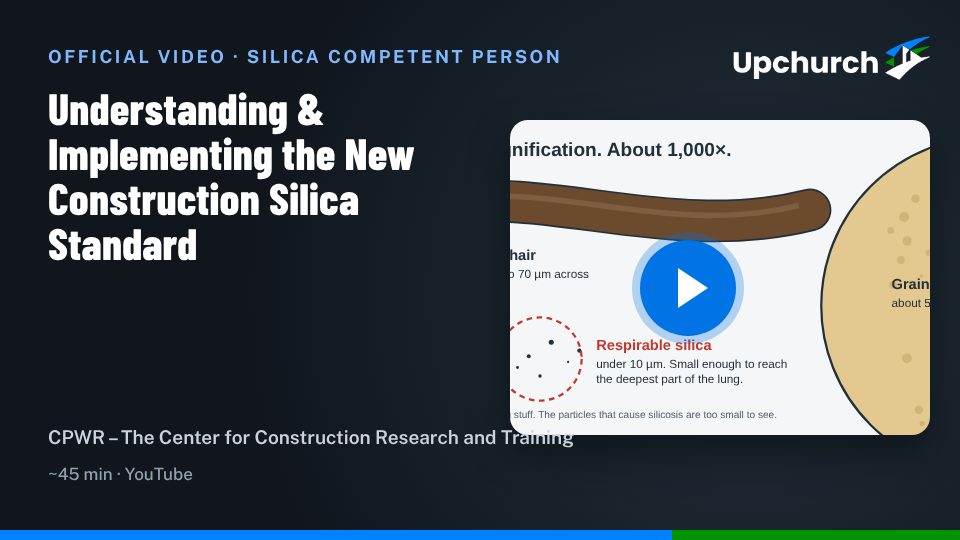 OFFICIAL VIDEO · SILICA COMPETENT PERSON
Upchurch
Understanding &
Implementing the New
Construction Silica
Standard
nification. About 1,000×.
hair
70 µm across
Grain
about 5
Respirable silica
under 10 µm. Small enough to reach
the deepest part of the lung.
stuff. The particles that cause silicosis are too small to see.
CPWR – The Center for Construction Research and Training
~45 min · YouTube